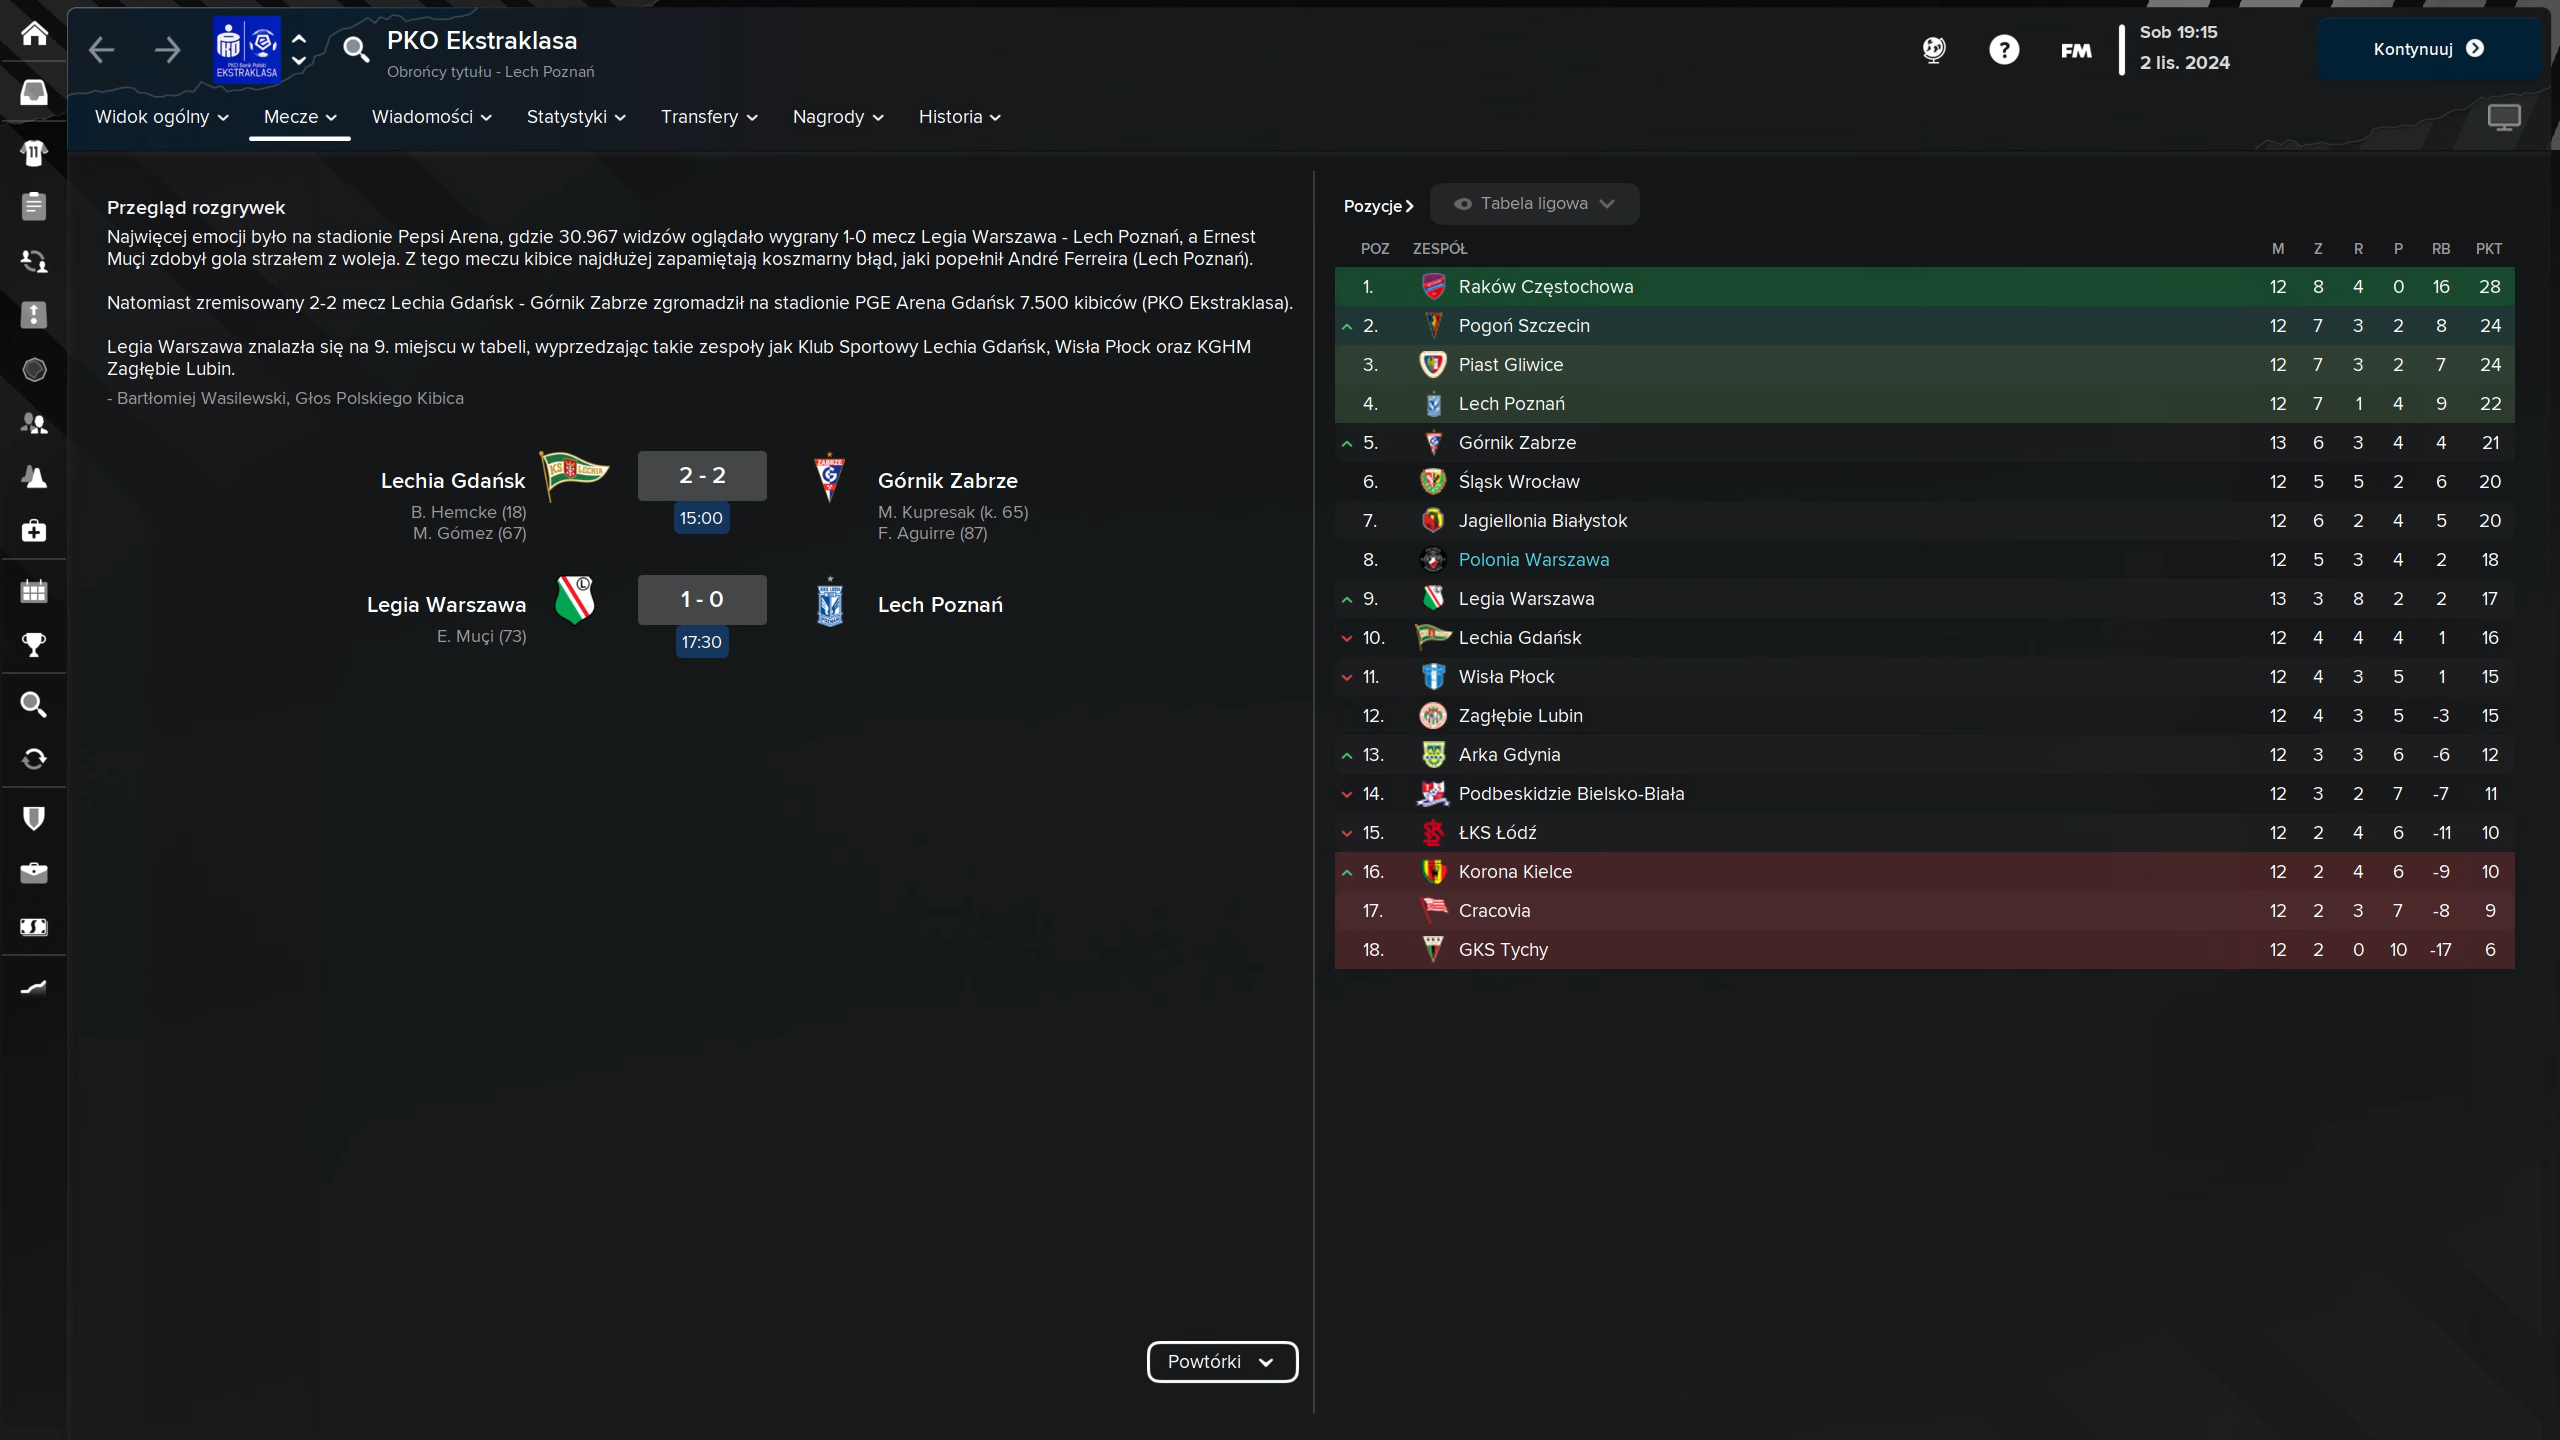 PKO Ekstraklasa
Obrońcy tytułu - Lech Poznań
PKO Bank Polski
EKSTRAKLASA
FM
Sob 19:15
2 lis. 2024
Kontynuuj
Widok ogólny
Mecze
Wiadomości
Statystyki
Transfery
Nagrody
Historia
Przegląd rozgrywek
Najwięcej emocji było na stadionie Pepsi Arena, gdzie 30.967 widzów oglądało wygrany 1-0 mecz Legia Warszawa - Lech Poznań, a Ernest
Muçi zdobył gola strzałem z woleja. Z tego meczu kibice najdłużej zapamiętają koszmarny błąd, jaki popełnił André Ferreira (Lech Poznań).
Natomiast zremisowany 2-2 mecz Lechia Gdańsk - Górnik Zabrze zgromadził na stadionie PGE Arena Gdańsk 7.500 kibiców (PKO Ekstraklasa).
Legia Warszawa znalazła się na 9. miejscu w tabeli, wyprzedzając takie zespoły jak Klub Sportowy Lechia Gdańsk, Wisła Płock oraz KGHM
Zagłębie Lubin.
- Bartłomiej Wasilewski, Głos Polskiego Kibica
Lechia Gdańsk 2 - 2 Górnik Zabrze
15:00
B. Hemcke (18) M. Kupresak (k. 65)
M. Gómez (67) F. Aguirre (87)
Legia Warszawa 1 - 0 Lech Poznań
17:30
E. Muçi (73)
Powtórki
Pozycje
Tabela ligowa
POZ ZESPÓŁ M Z R P RB PKT
1. Raków Częstochowa 12 8 4 0 16 28
2. Pogoń Szczecin 12 7 3 2 8 24
3. Piast Gliwice 12 7 3 2 7 24
4. Lech Poznań 12 7 1 4 9 22
5. Górnik Zabrze 13 6 3 4 4 21
6. Śląsk Wrocław 12 5 5 2 6 20
7. Jagiellonia Białystok 12 6 2 4 5 20
8. Polonia Warszawa 12 5 3 4 2 18
9. Legia Warszawa 13 3 8 2 2 17
10. Lechia Gdańsk 12 4 4 4 1 16
11. Wisła Płock 12 4 3 5 1 15
12. Zagłębie Lubin 12 4 3 5 -3 15
13. Arka Gdynia 12 3 3 6 -6 12
14. Podbeskidzie Bielsko-Biała 12 3 2 7 -7 11
15. ŁKS Łódź 12 2 4 6 -11 10
16. Korona Kielce 12 2 4 6 -9 10
17. Cracovia 12 2 3 7 -8 9
18. GKS Tychy 12 2 0 10 -17 6